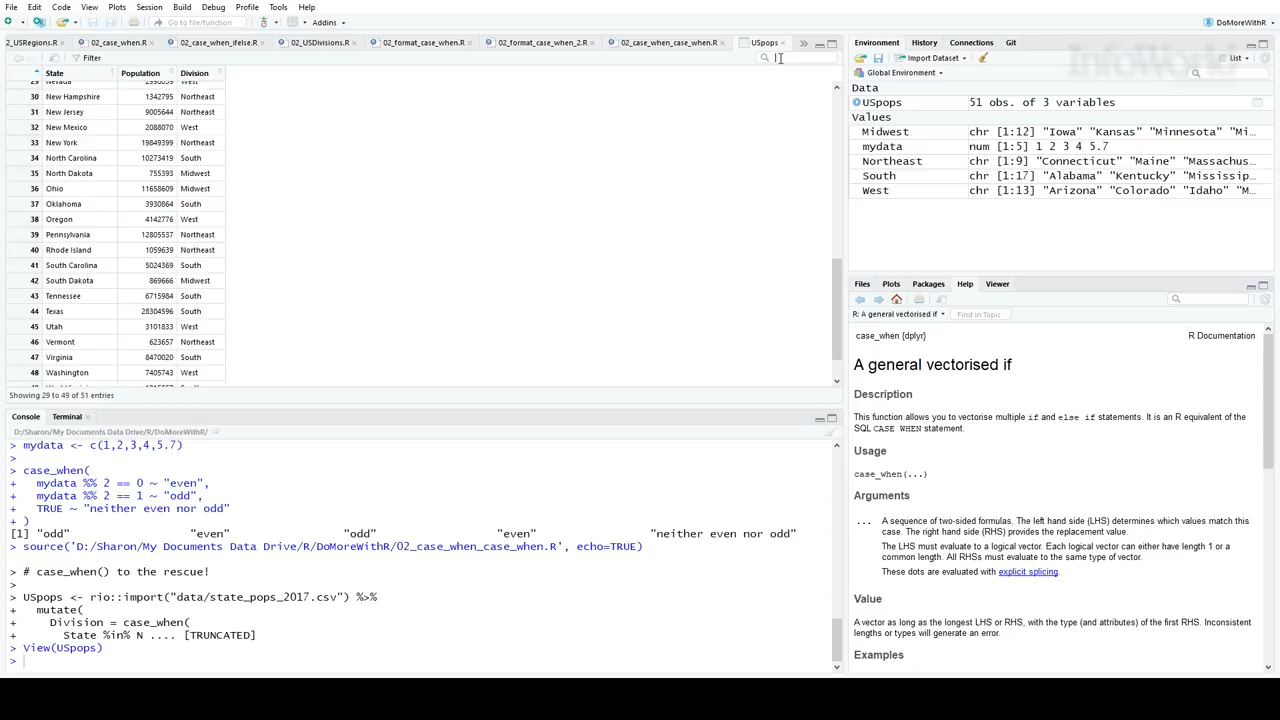 File Edit Code View Plots Session Build Debug Profile Tools Help
Go to file/function Addins DoMoreWithR
2_USRegions.R 02_case_when.R 02_case_when_ifelse.R 02_USDivisions.R 02_format_case_when.R 02_format_case_when_2.R 02_case_when_case_when.R USpops
Filter
State Population Division
29 Nevada 2998039 West
30 New Hampshire 1342795 Northeast
31 New Jersey 9005644 Northeast
32 New Mexico 2088070 West
33 New York 19849399 Northeast
34 North Carolina 10273419 South
35 North Dakota 755393 Midwest
36 Ohio 11658609 Midwest
37 Oklahoma 3930864 South
38 Oregon 4142776 West
39 Pennsylvania 12805537 Northeast
40 Rhode Island 1059639 Northeast
41 South Carolina 5024369 South
42 South Dakota 869666 Midwest
43 Tennessee 6715984 South
44 Texas 28304596 South
45 Utah 3101833 West
46 Vermont 623657 Northeast
47 Virginia 8470020 South
48 Washington 7405743 West
Showing 29 to 49 of 51 entries
Console Terminal
D:/Sharon/My Documents Data Drive/R/DoMoreWithR/
> mydata <- c(1,2,3,4,5.7)
>
> case_when(
+ mydata %% 2 == 0 ~ "even",
+ mydata %% 2 == 1 ~ "odd",
+ TRUE ~ "neither even nor odd"
+ )
[1] "odd" "even" "odd" "even" "neither even nor odd"
> source('D:/Sharon/My Documents Data Drive/R/DoMoreWithR/02_case_when_case_when.R', echo=TRUE)
> # case_when() to the rescue!
>
> USpops <- rio::import("data/state_pops_2017.csv") %>%
+ mutate(
+ Division = case_when(
+ State %in% N .... [TRUNCATED]
> View(USpops)
>
Environment History Connections Git
InfoWorld
Import Dataset List
Global Environment
Data
USpops 51 obs. of 3 variables
Values
Midwest chr [1:12] "Iowa" "Kansas" "Minnesota" "Mi...
mydata num [1:5] 1 2 3 4 5.7
Northeast chr [1:9] "Connecticut" "Maine" "Massachus...
South chr [1:17] "Alabama" "Kentucky" "Mississip...
West chr [1:13] "Arizona" "Colorado" "Idaho" "M...
Files Plots Packages Help Viewer
R: A general vectorised if Find in Topic
case_when {dplyr} R Documentation
A general vectorised if
Description
This function allows you to vectorise multiple if and else if statements. It is an R equivalent of the
SQL CASE WHEN statement.
Usage
case_when(...)
Arguments
... A sequence of two-sided formulas. The left hand side (LHS) determines which values match this
case. The right hand side (RHS) provides the replacement value.
The LHS must evaluate to a logical vector. Each logical vector can either have length 1 or a
common length. All RHSs must evaluate to the same type of vector.
These dots are evaluated with explicit splicing.
Value
A vector as long as the longest LHS or RHS, with the type (and attributes) of the first RHS. Inconsistent
lengths or types will generate an error.
Examples